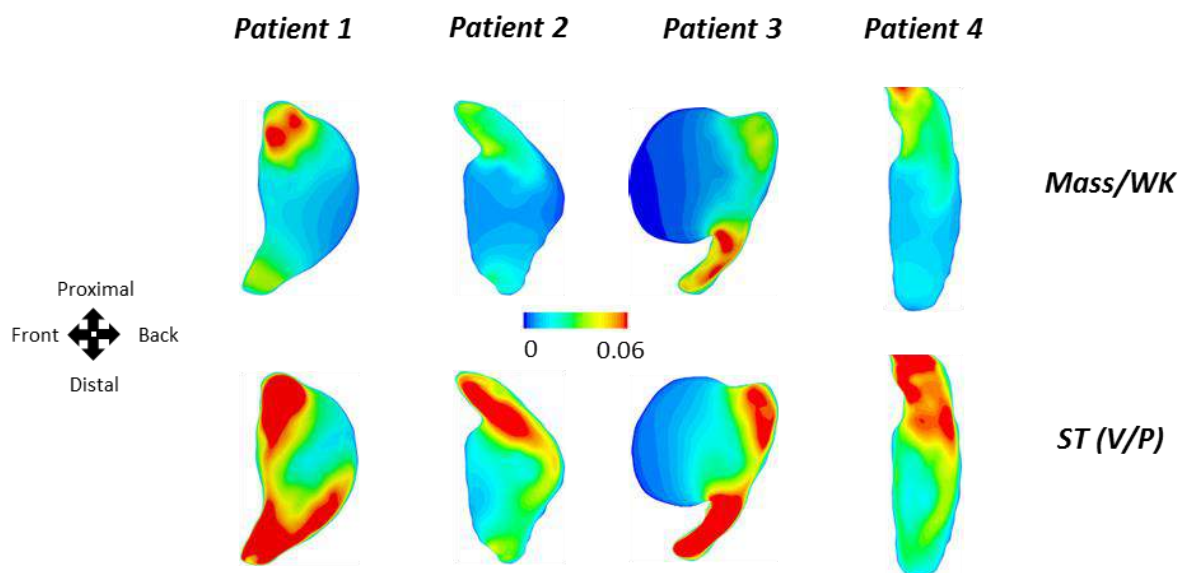 Patient 1
Patient 2
Patient 3
Patient 4
Mass/WK
Proximal
Front
Back
Distal
0
0.06
ST (V/P)